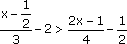 (x - 1/2)/3 - 2 > (2x - 1)/4 - 1/2